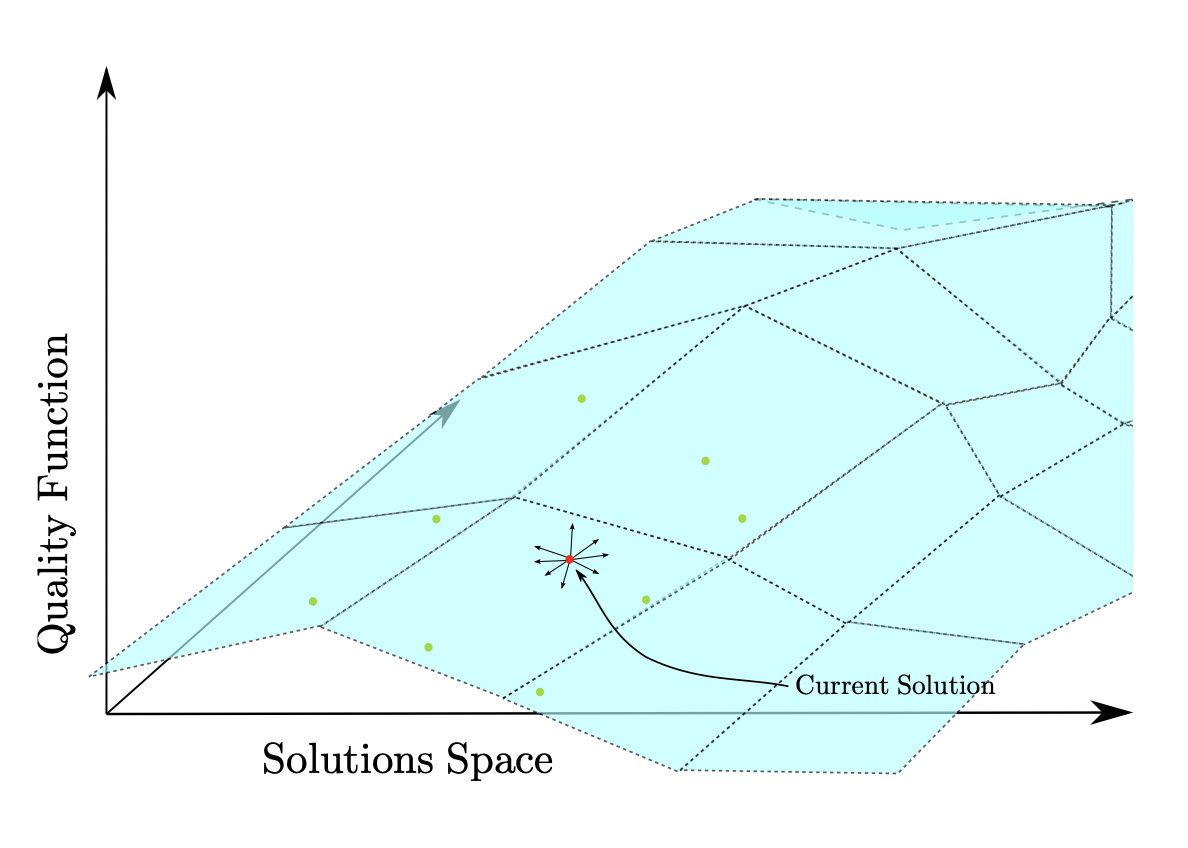 Quality Function
Current Solution
Solutions Space